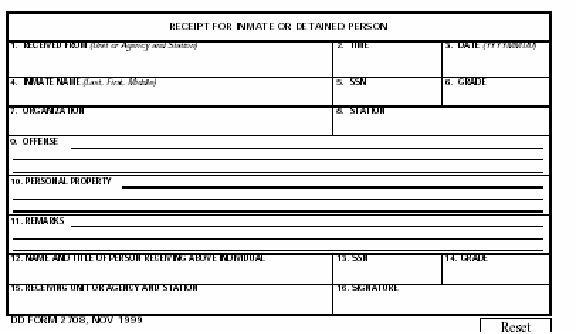 RECEIPT FOR INMATE OR DETAINED PERSON
1. RECEIVED FROM (Unit or Agency and Station) 2. TIME 3. DATE (YYYYMMDD)
4. INMATE NAME (Last, First, Middle) 5. SSN 6. GRADE
7. ORGANIZATION 8. STATION
9. OFFENSE
10. PERSONAL PROPERTY
11. REMARKS
12. NAME AND TITLE OF PERSON RECEIVING ABOVE INDIVIDUAL 13. SSN 14. GRADE
15. RECEIVING UNIT OR AGENCY AND STATION 16. SIGNATURE
DD FORM 2708, NOV 1999
Reset